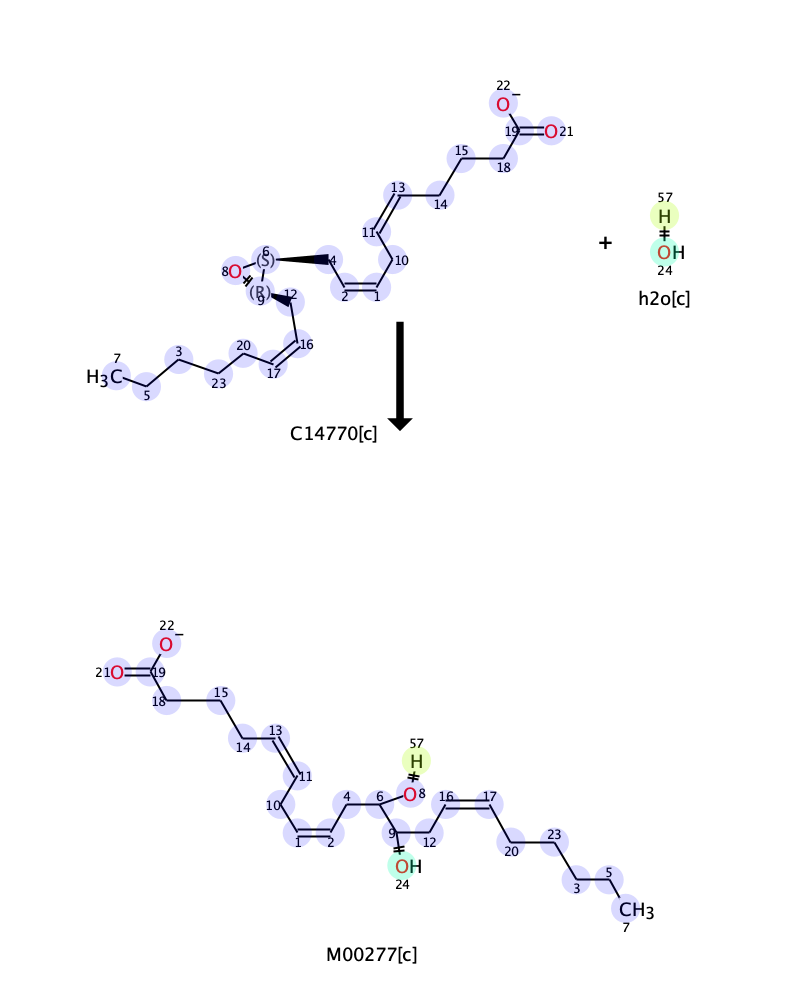 22
O−
19 O 21
15
18
13
14
57
H
11
+
OH
24
h2o[c]
6
(S) 4 10
8 O
(R) 12
9
2 1
16
20
17
7
3
H3C
23
5
C14770[c]
22
O−
21 O 19
18 15
57
H
14 13
11
O 8
10 4 6 16 17
1 2 9 12
OH
24
20 23
3 5
CH3
7
M00277[c]